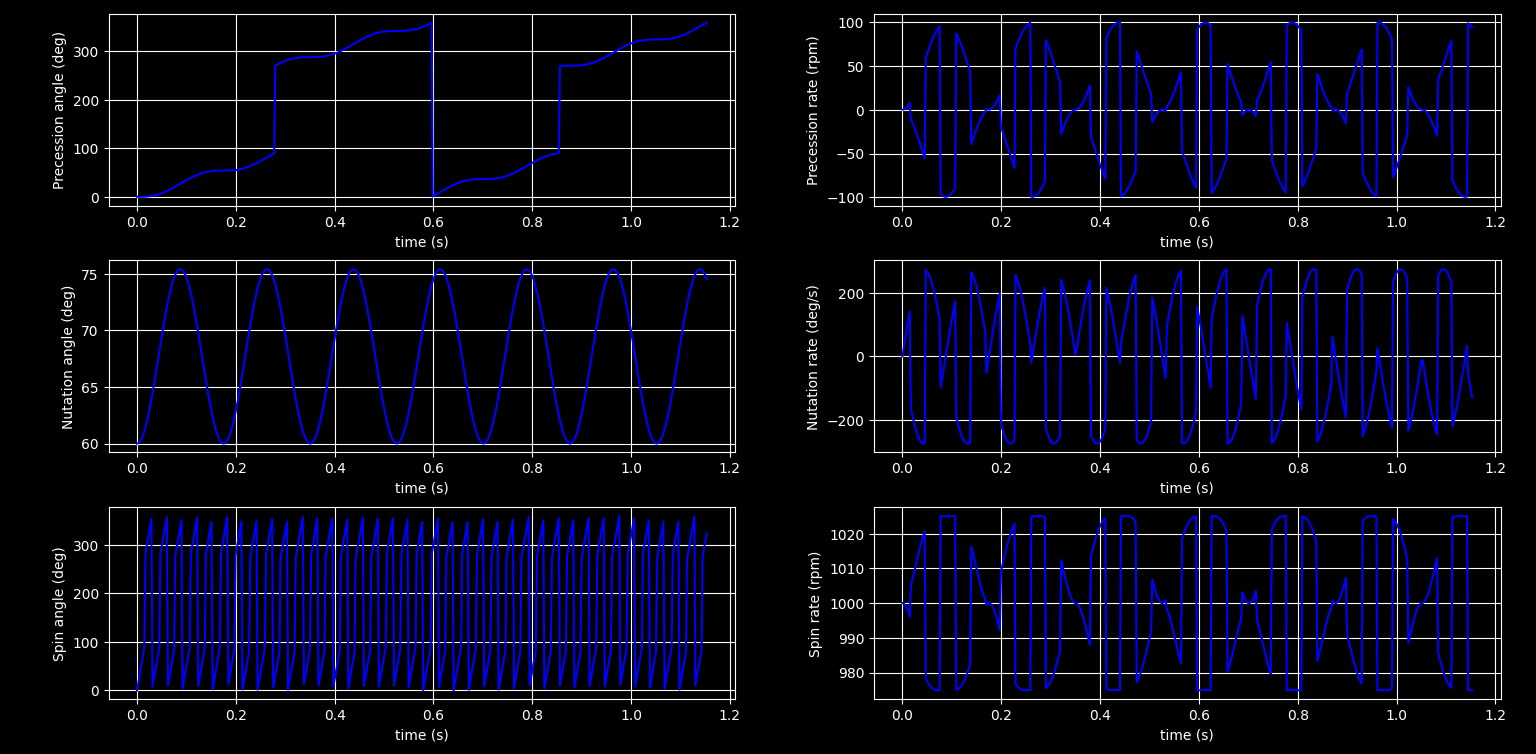 Precession angle (deg)
300
200
100
0
0.0 0.2 0.4 0.6 0.8 1.0 1.2
time (s)
Precession rate (rpm)
100
50
0
−50
−100
0.0 0.2 0.4 0.6 0.8 1.0 1.2
time (s)
Nutation angle (deg)
75
70
65
60
0.0 0.2 0.4 0.6 0.8 1.0 1.2
time (s)
Nutation rate (deg/s)
200
0
−200
0.0 0.2 0.4 0.6 0.8 1.0 1.2
time (s)
Spin angle (deg)
300
200
100
0
0.0 0.2 0.4 0.6 0.8 1.0 1.2
time (s)
Spin rate (rpm)
1020
1010
1000
990
980
0.0 0.2 0.4 0.6 0.8 1.0 1.2
time (s)